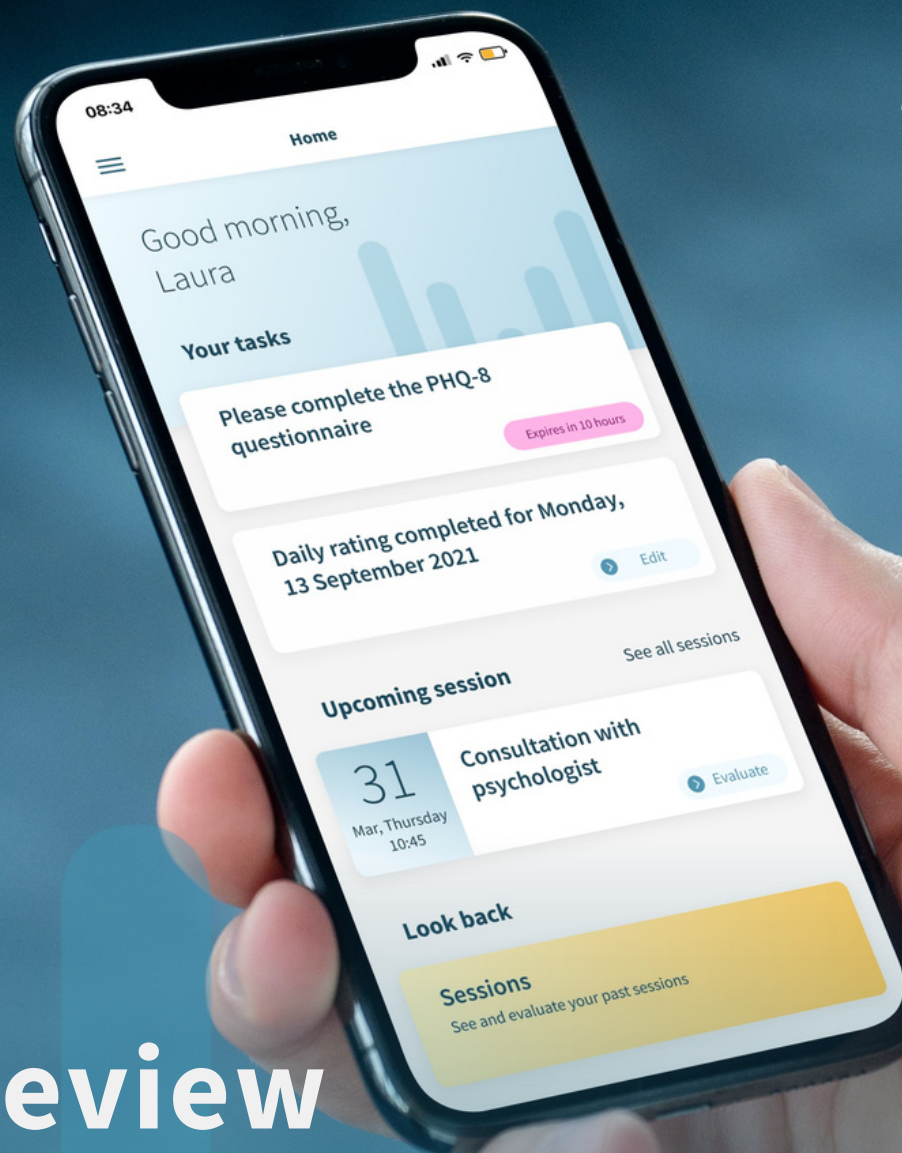 08:34
Home
Good morning,
Laura
Your tasks
Please complete the PHQ-8
questionnaire
Expires in 10 hours
Daily rating completed for Monday,
13 September 2021
Edit
Upcoming session
See all sessions
31
Mar, Thursday
10:45
Consultation with
psychologist
Evaluate
Look back
Sessions
See and evaluate your past sessions
eview